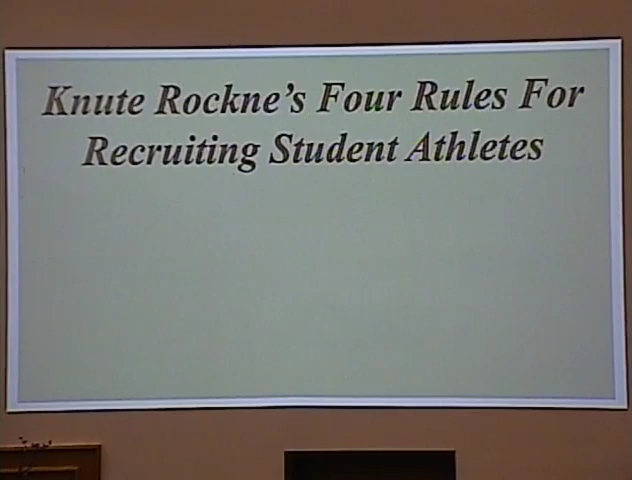 Knute Rockne's Four Rules For
Recruiting Student Athletes